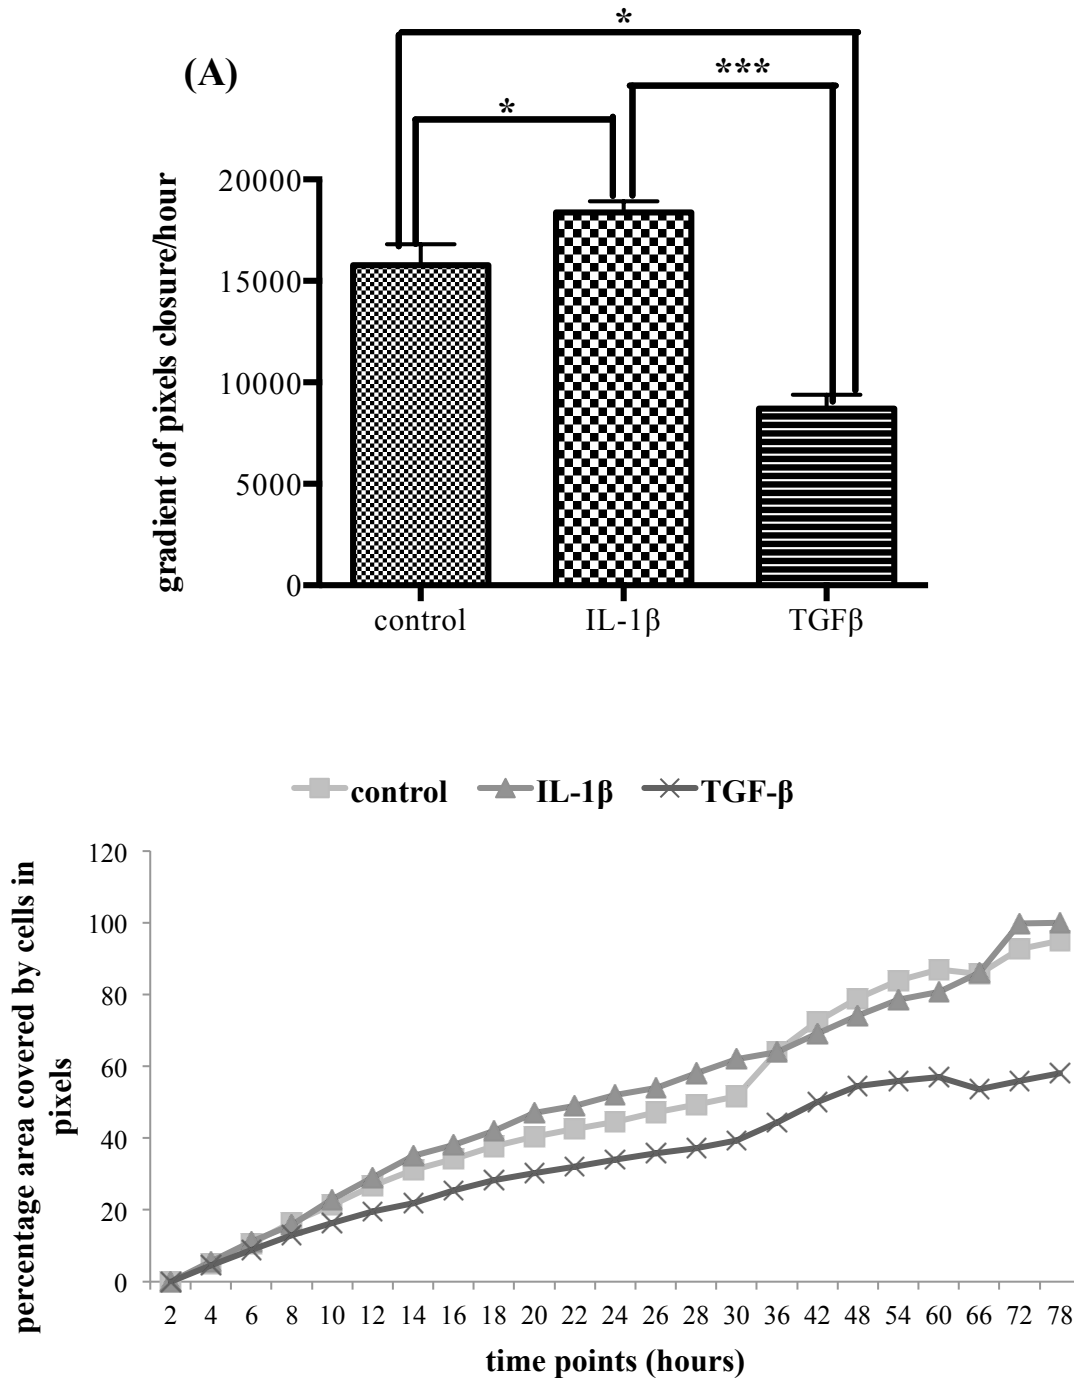 *
(A)
***
*
gradient of pixels closure/hour
20000
15000
10000
5000
0
control IL-1β TGFβ
control IL-1β TGF-β
percentage area covered by cells in
pixels
120
100
80
60
40
20
0
2 4 6 8 10 12 14 16 18 20 22 24 26 28 30 36 42 48 54 60 66 72 78
time points (hours)